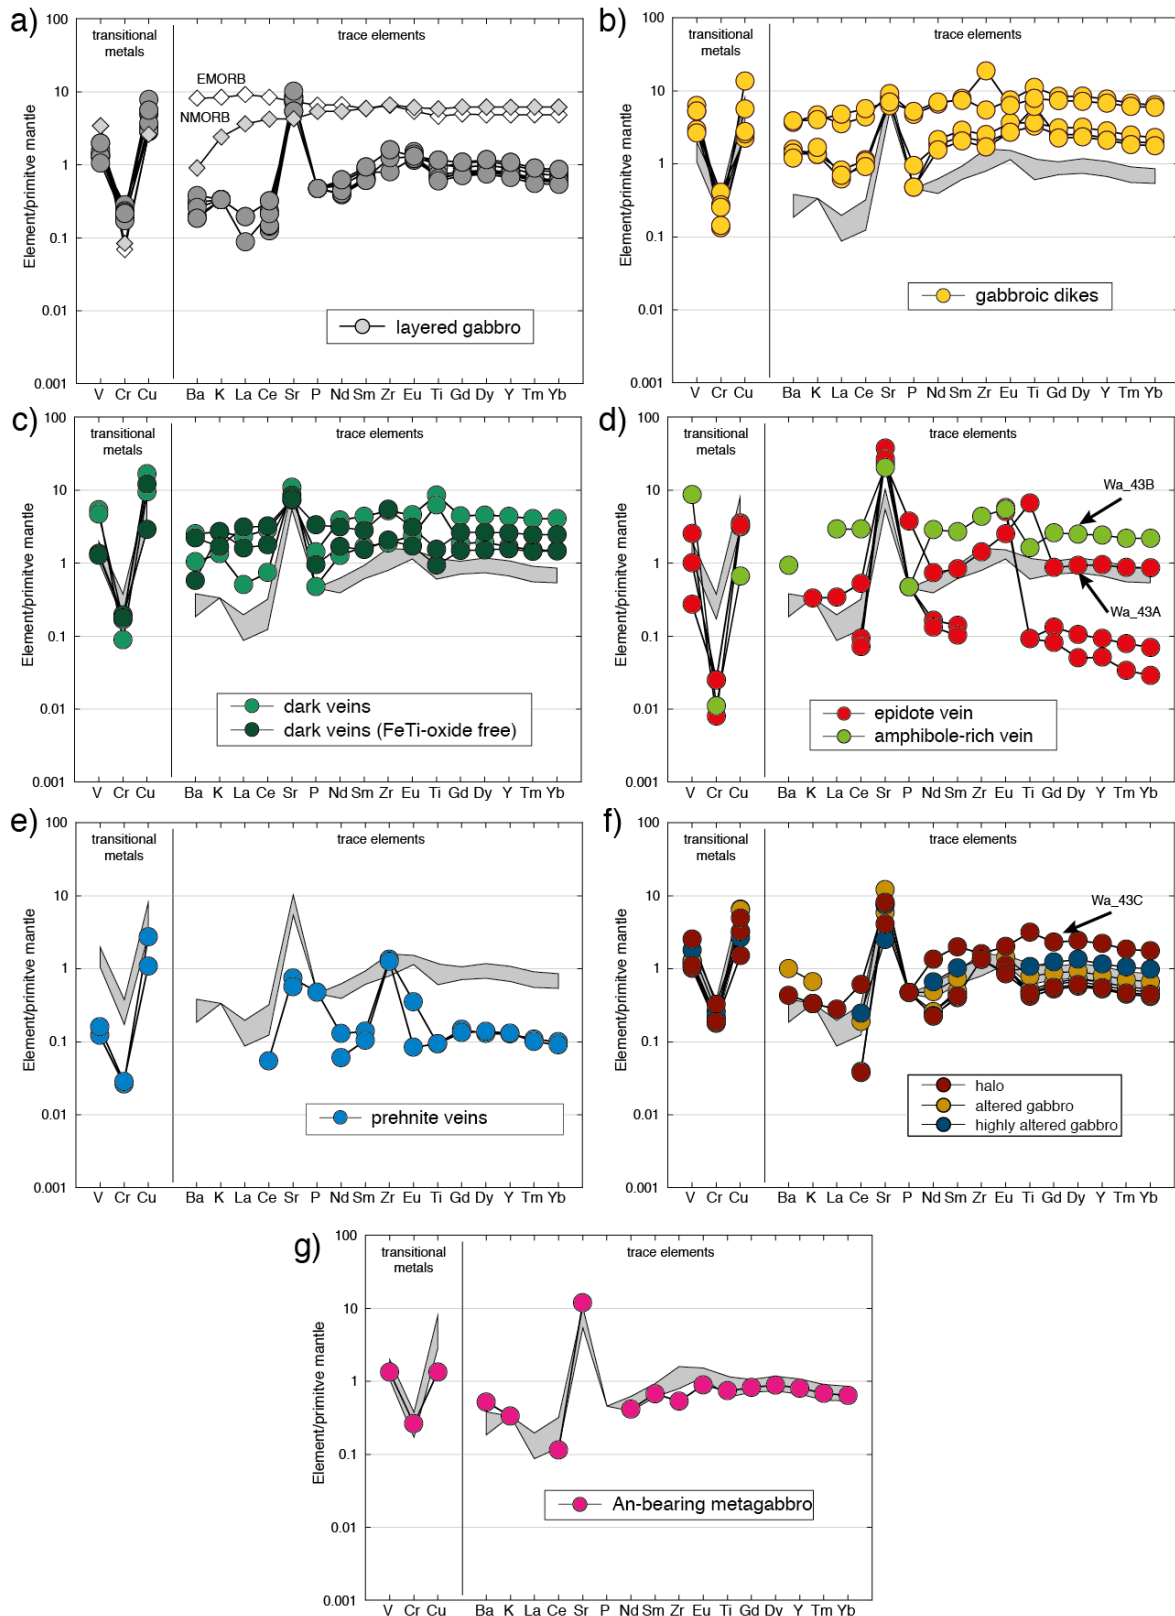 a)
transitional
metals
trace elements
EMORB
NMORB
layered gabbro
Element/primitive mantle
100
10
1
0.1
0.01
0.001
V Cr Cu Ba K La Ce Sr P Nd Sm Zr Eu Ti Gd Dy Y Tm Yb
b)
transitional
metals
trace elements
gabbroic dikes
Element/primitive mantle
100
10
1
0.1
0.01
0.001
V Cr Cu Ba K La Ce Sr P Nd Sm Zr Eu Ti Gd Dy Y Tm Yb
c)
transitional
metals
trace elements
dark veins
dark veins (FeTi-oxide free)
Element/primitive mantle
100
10
1
0.1
0.01
0.001
V Cr Cu Ba K La Ce Sr P Nd Sm Zr Eu Ti Gd Dy Y Tm Yb
d)
transitional
metals
trace elements
Wa_43B
Wa_43A
epidote vein
amphibole-rich vein
Element/primitive mantle
100
10
1
0.1
0.01
0.001
V Cr Cu Ba K La Ce Sr P Nd Sm Zr Eu Ti Gd Dy Y Tm Yb
e)
transitional
metals
trace elements
prehnite veins
Element/primitive mantle
100
10
1
0.1
0.01
0.001
V Cr Cu Ba K La Ce Sr P Nd Sm Zr Eu Ti Gd Dy Y Tm Yb
f)
transitional
metals
trace elements
Wa_43C
halo
altered gabbro
highly altered gabbro
Element/primitive mantle
100
10
1
0.1
0.01
0.001
V Cr Cu Ba K La Ce Sr P Nd Sm Zr Eu Ti Gd Dy Y Tm Yb
g)
transitional
metals
trace elements
An-bearing metagabbro
Element/primitve mantle
100
10
1
0.1
0.01
0.001
V Cr Cu Ba K La Ce Sr P Nd Sm Zr Eu Ti Gd Dy Y Tm Yb